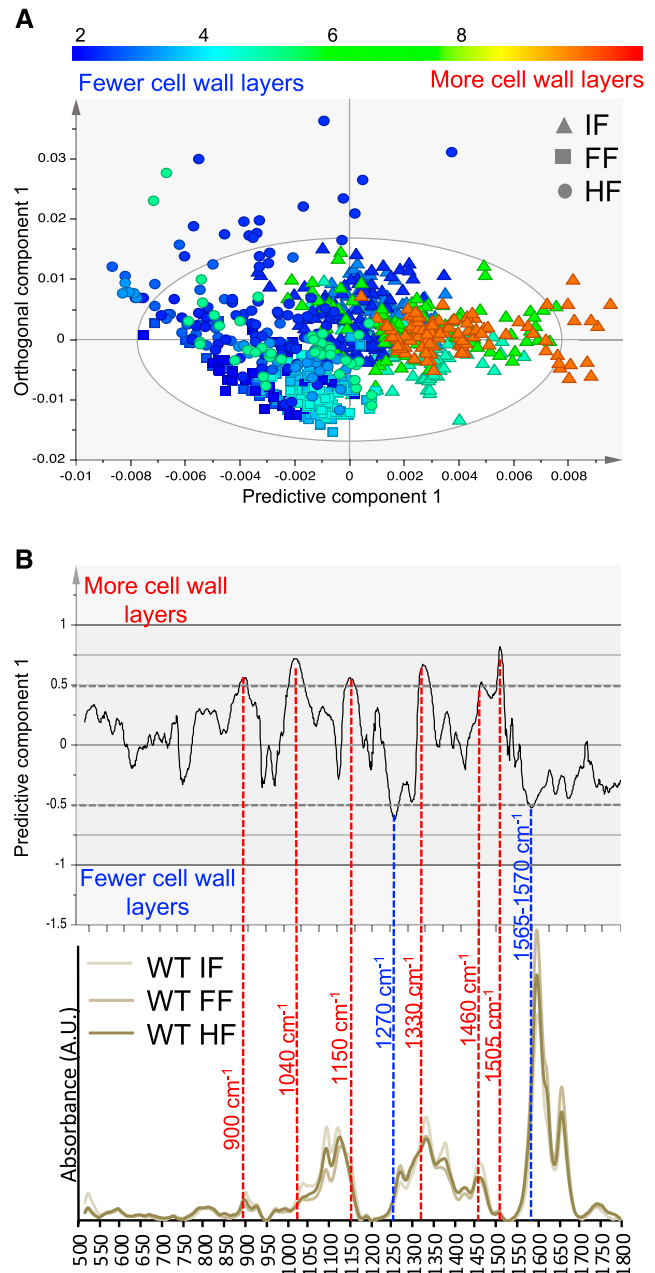 A
2 4 6 8
Fewer cell wall layers More cell wall layers
IF
FF
HF
0.03
0.02
0.01
0
-0.01
-0.02
Orthogonal component 1
-0.01 -0.008 -0.006 -0.004 -0.002 0 0.002 0.004 0.006 0.008
Predictive component 1
B
More cell wall
layers
1
0.5
0
-0.5
-1
-1.5
Predictive component 1
Fewer cell wall
layers
WT IF
WT FF
WT HF
Absorbance (A.U.)
900 cm⁻¹
1040 cm⁻¹
1150 cm⁻¹
1270 cm⁻¹
1330 cm⁻¹
1460 cm⁻¹
1505 cm⁻¹
1565-1570 cm⁻¹
500 550 600 650 700 750 800 850 900 950 1000 1050 1100 1150 1200 1250 1300 1350 1400 1450 1500 1550 1600 1650 1700 1750 1800